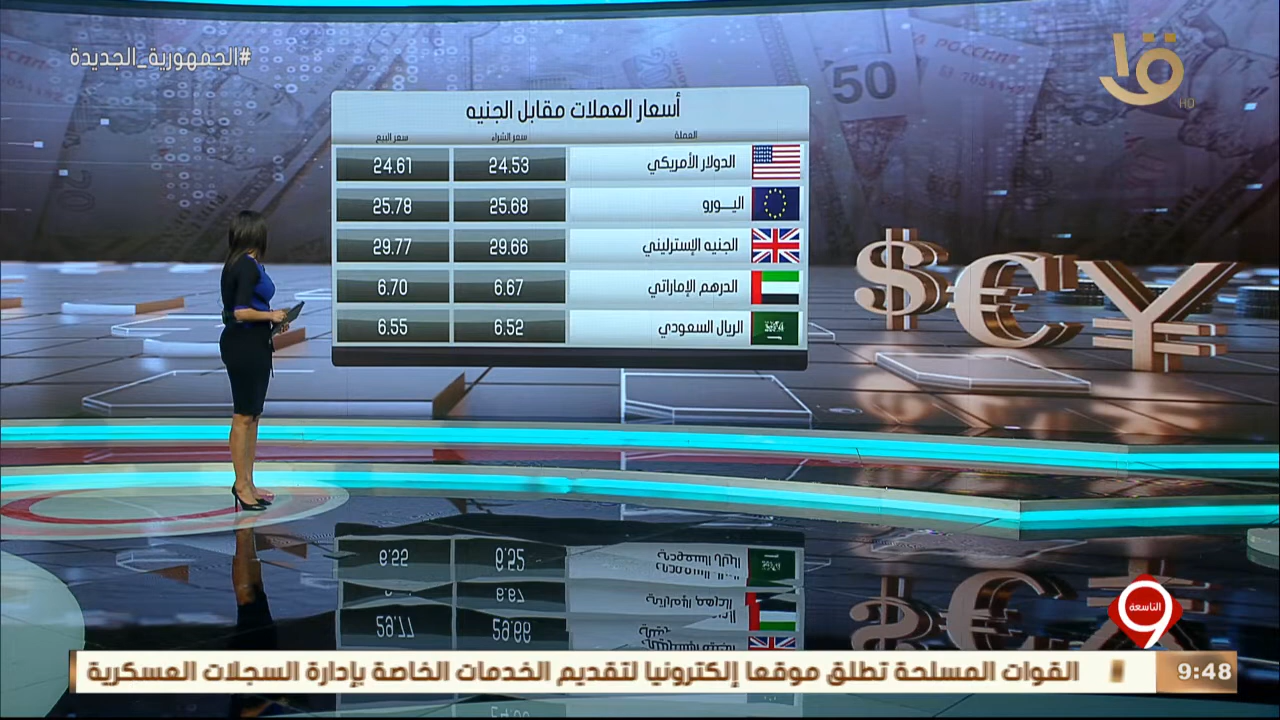 #الجمهورية_الجديدة
HD
50
أسعار العملات مقابل الجنيه
العملة سعر الشراء سعر البيع
الدولار الأمريكي 24.53 24.61
اليـــورو 25.68 25.78
الجنيه الإسترليني 29.66 29.77
الدرهم الإماراتي 6.67 6.70
الريال السعودي 6.52 6.55
$€¥
التاسعة
9
9:48
القوات المسلحة تطلق موقعا إلكترونيا لتقديم الخدمات الخاصة بإدارة السجلات العسكرية